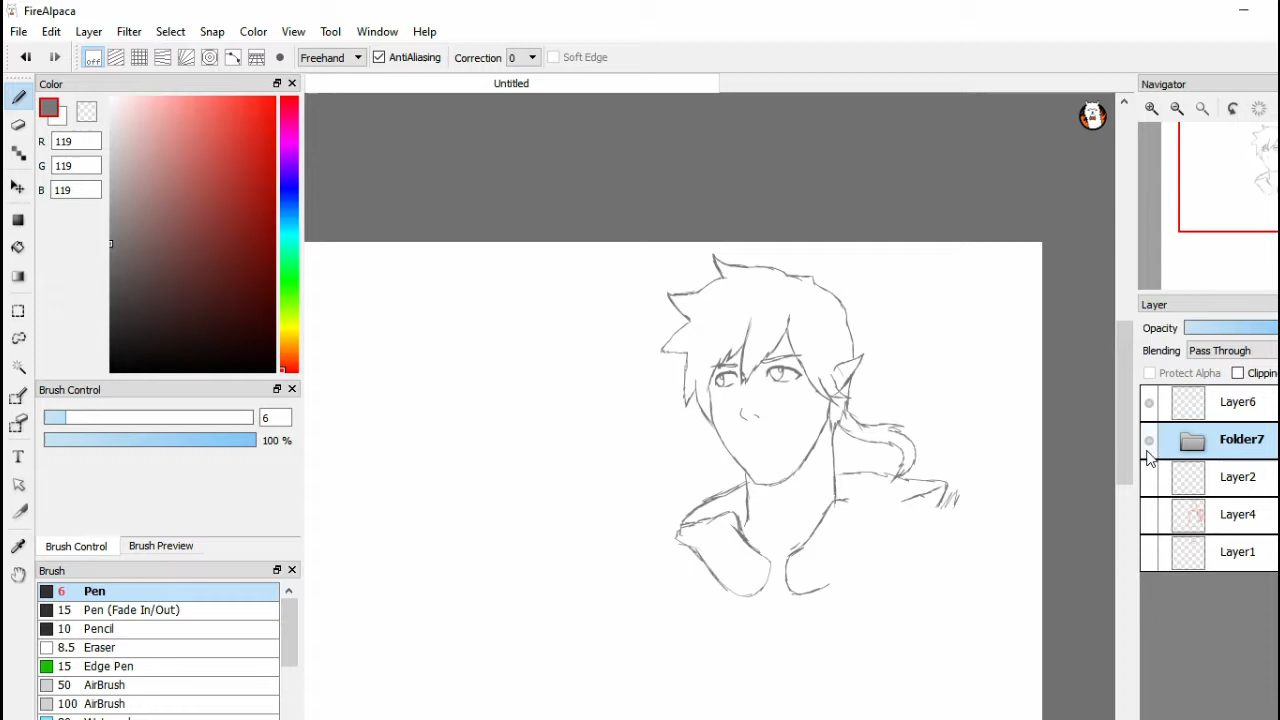 FireAlpaca
File Edit Layer Filter Select Snap Color View Tool Window Help
off Freehand AntiAliasing Correction 0 Soft Edge
Color
Untitled
Navigator
R 119
G 119
B 119
Brush Control
6
100 %
Brush Control Brush Preview
Brush
6 Pen
15 Pen (Fade In/Out)
10 Pencil
8.5 Eraser
15 Edge Pen
50 AirBrush
100 AirBrush
Layer
Opacity
Blending Pass Through
Protect Alpha
Layer6
Folder7
Layer2
Layer4
Layer1